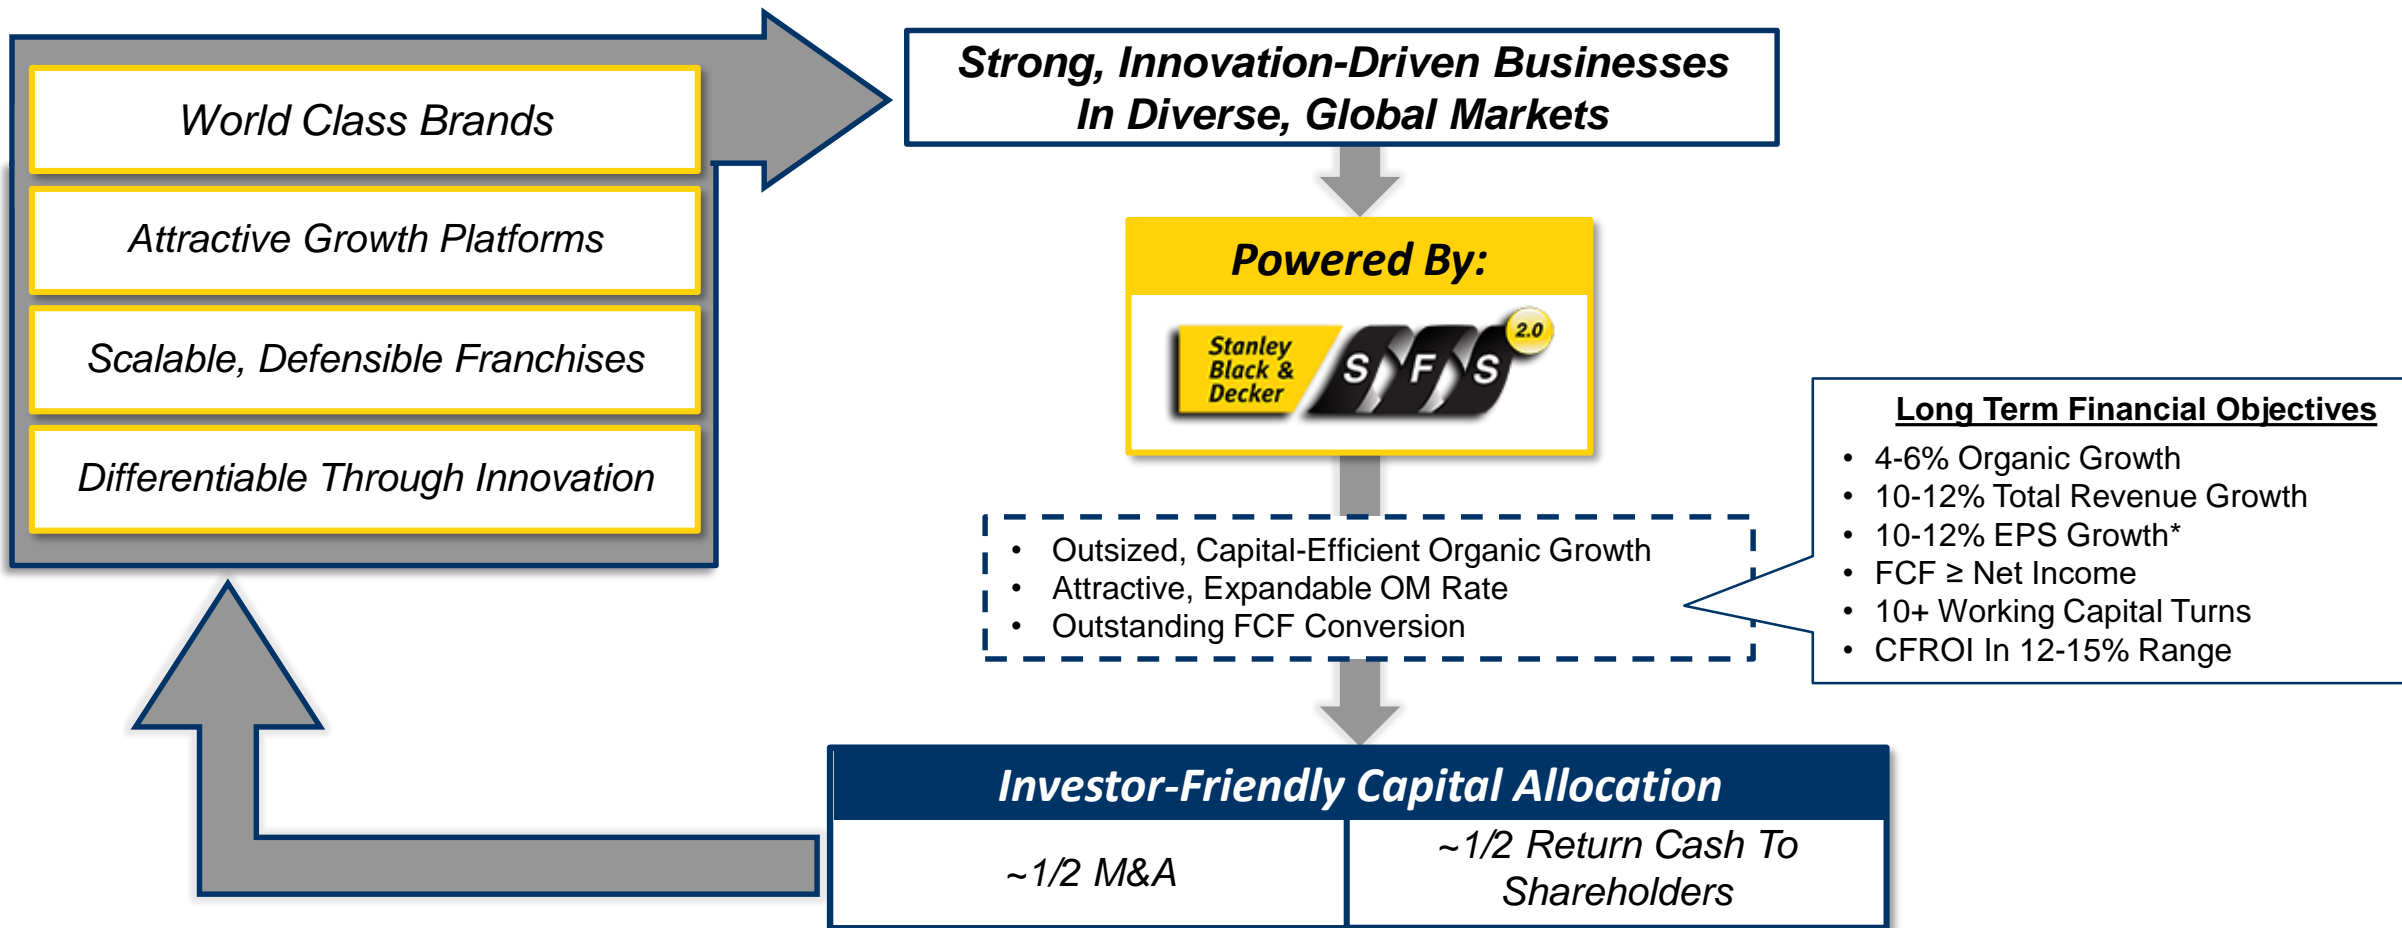 World Class Brands
Attractive Growth Platforms
Scalable, Defensible Franchises
Differentiable Through Innovation
Strong, Innovation-Driven Businesses
In Diverse, Global Markets
Powered By:
Stanley
Black &
Decker
SFS
2.0
• Outsized, Capital-Efficient Organic Growth
• Attractive, Expandable OM Rate
• Outstanding FCF Conversion
Long Term Financial Objectives
• 4-6% Organic Growth
• 10-12% Total Revenue Growth
• 10-12% EPS Growth*
• FCF ≥ Net Income
• 10+ Working Capital Turns
• CFROI In 12-15% Range
Investor-Friendly Capital Allocation
~1/2 M&A
~1/2 Return Cash To
Shareholders